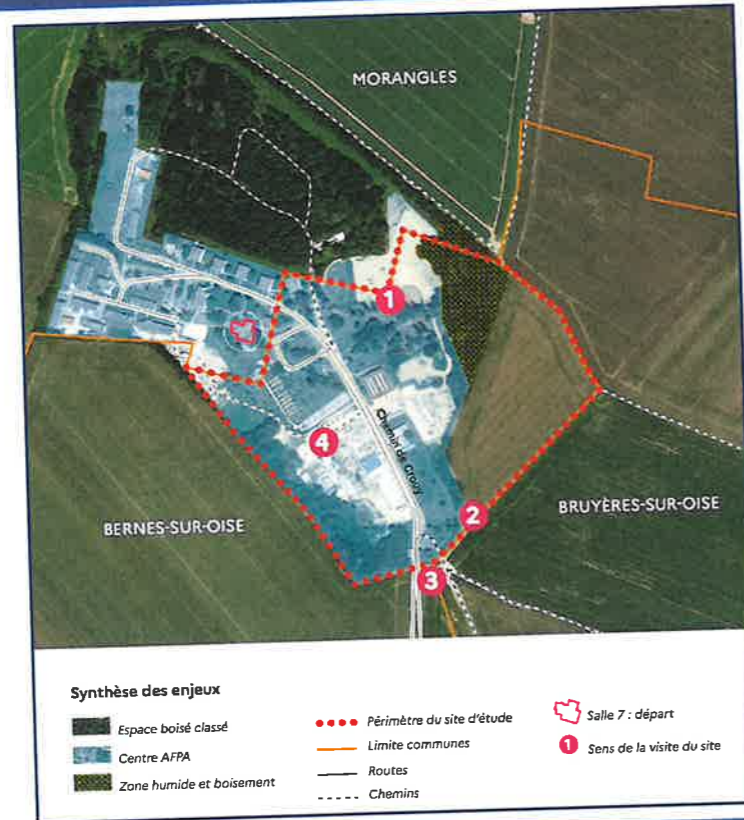 MORANGLES
1
Chemin de Crouy
4
BERNES-SUR-OISE
2
BRUYÈRES-SUR-OISE
3
Synthèse des enjeux
Espace boisé classé
Centre AFPA
Zone humide et boisement
Périmètre du site d'étude
Limite communes
Routes
Chemins
Salle 7 : départ
1 Sens de la visite du site